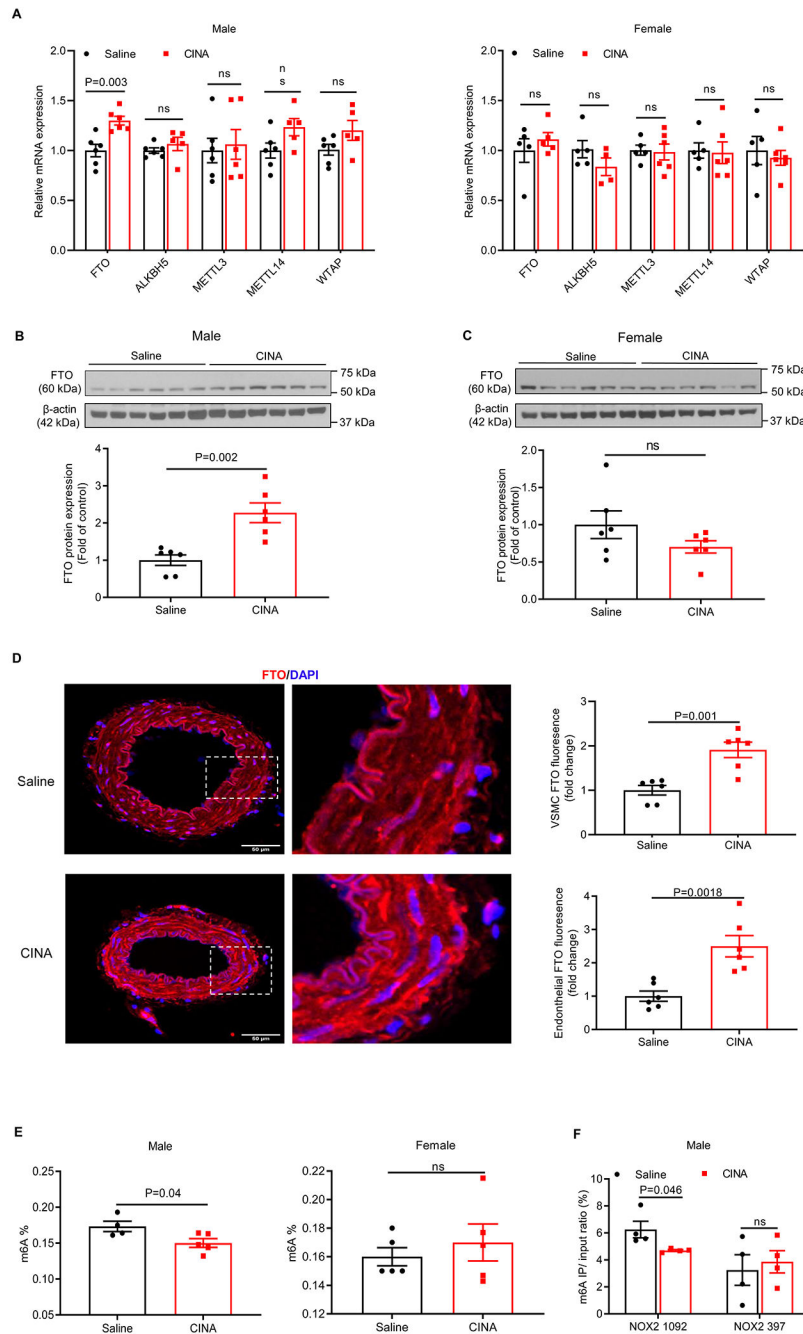 A
Male
Saline
CINA
Relative mRNA expression
2.0
1.5
1.0
0.5
0.0
P=0.003
ns
ns
n
s
ns
FTO
ALKBH5
METTL3
METTL14
WTAP
Female
Saline
CINA
Relative mRNA expression
2.0
1.5
1.0
0.5
0.0
ns
ns
ns
ns
ns
FTO
ALKBH5
METTL3
METTL14
WTAP
B
Male
Saline
CINA
FTO
(60 kDa)
75 kDa
50 kDa
β-actin
(42 kDa)
37 kDa
FTO protein expression
(Fold of control)
4
3
2
1
0
P=0.002
Saline
CINA
C
Female
Saline
CINA
FTO
(60 kDa)
75 kDa
50 kDa
β-actin
(42 kDa)
37 kDa
FTO protein expression
(Fold of control)
2.0
1.5
1.0
0.5
0.0
ns
Saline
CINA
D
FTO/DAPI
Saline
50 µm
CINA
50 µm
VSMC FTO fluoresence
(fold change)
3
2
1
0
P=0.001
Saline
CINA
Endonthelial FTO fluoresence
(fold change)
4
3
2
1
0
P=0.0018
Saline
CINA
E
Male
m6A %
0.25
0.20
0.15
0.10
0.05
P=0.04
Saline
CINA
Female
m6A %
0.22
0.20
0.18
0.16
0.14
0.12
ns
Saline
CINA
F
Male
Saline
CINA
m6A IP/ input ratio (%)
10
8
6
4
2
0
P=0.046
ns
NOX2 1092
NOX2 397